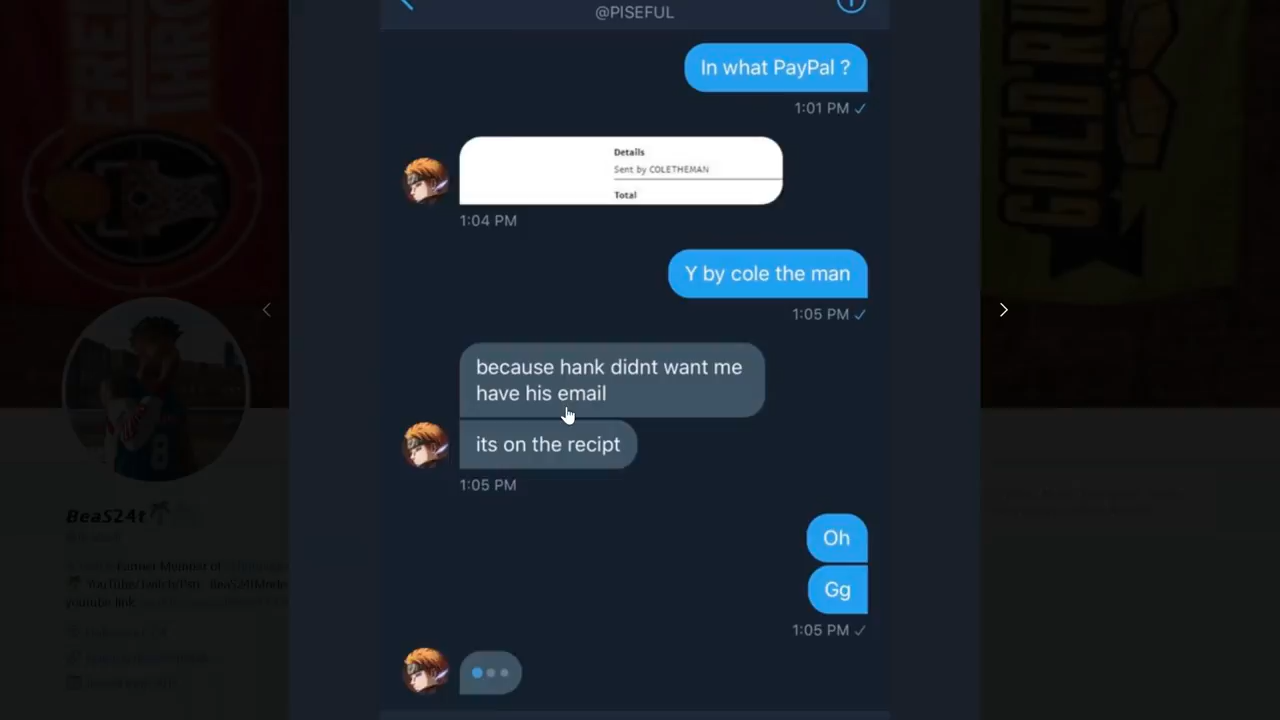 @PISEFUL
In what PayPal ?
1:01 PM ✓
Details
Sent by COLETHEMAN
Total
1:04 PM
Y by cole the man
1:05 PM ✓
because hank didnt want me
have his email
its on the recipt
1:05 PM
Oh
Gg
1:05 PM ✓
GOLD RU
BeaS24t